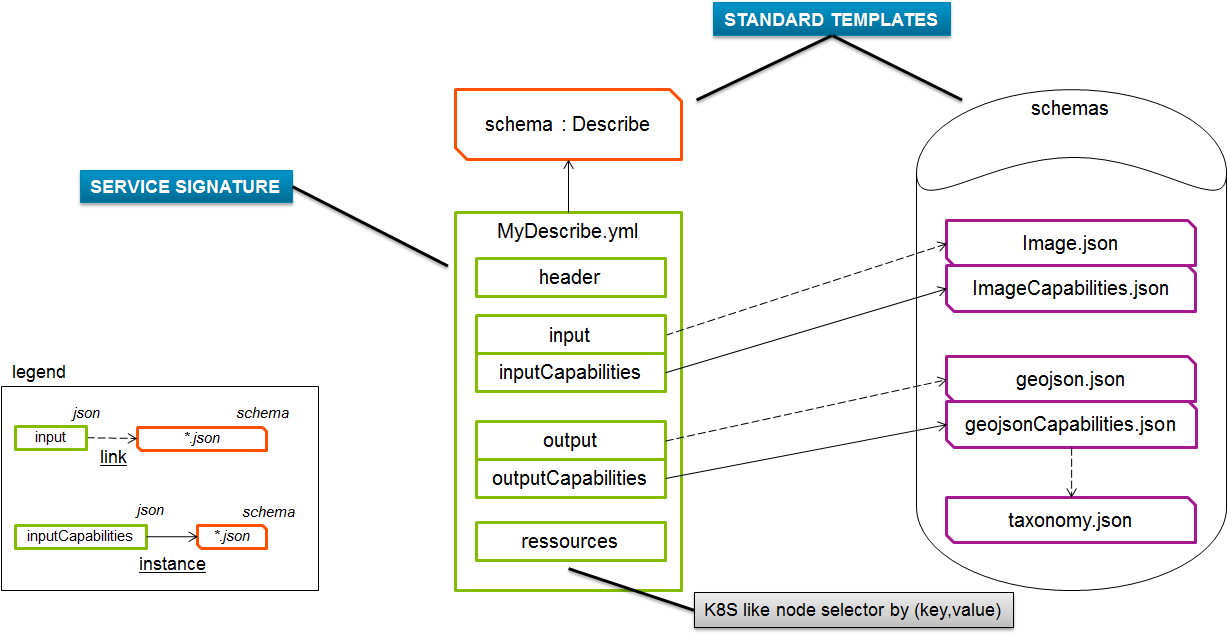 STANDARD TEMPLATES
schema : Describe
schemas
SERVICE SIGNATURE
MyDescribe.yml
header
input
inputCapabilities
output
outputCapabilities
ressources
Image.json
ImageCapabilities.json
geojson.json
geojsonCapabilities.json
taxonomy.json
K8S like node selector by (key,value)
legend
json
schema
input
*.json
link
json
schema
inputCapabilities
*.json
instance